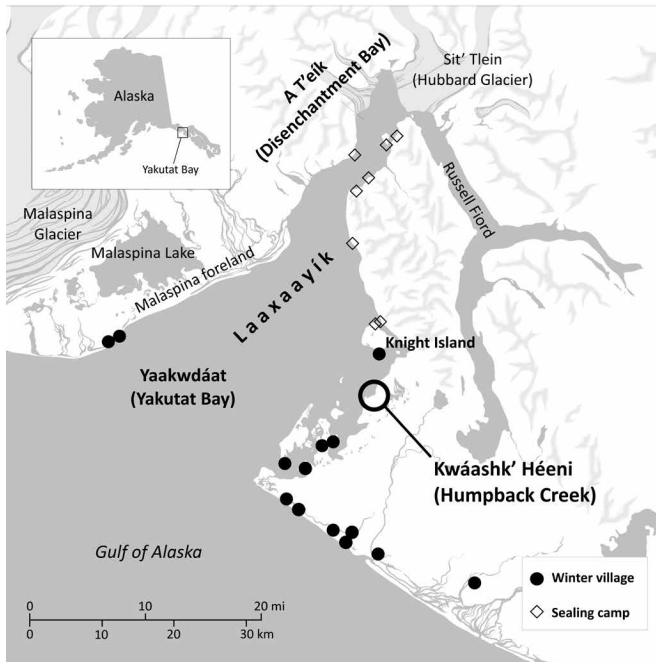 Alaska
Yakutat Bay
A T'eík
(Disenchantment Bay)
Sit' Tlein
(Hubbard Glacier)
Russell Fiord
Malaspina
Glacier
Malaspina Lake
Malaspina foreland
Laaxaayík
Knight Island
Yaakwdáat
(Yakutat Bay)
Kwáashk' Héeni
(Humpback Creek)
Gulf of Alaska
Winter village
Sealing camp
0 10 20 mi
0 10 20 30 km